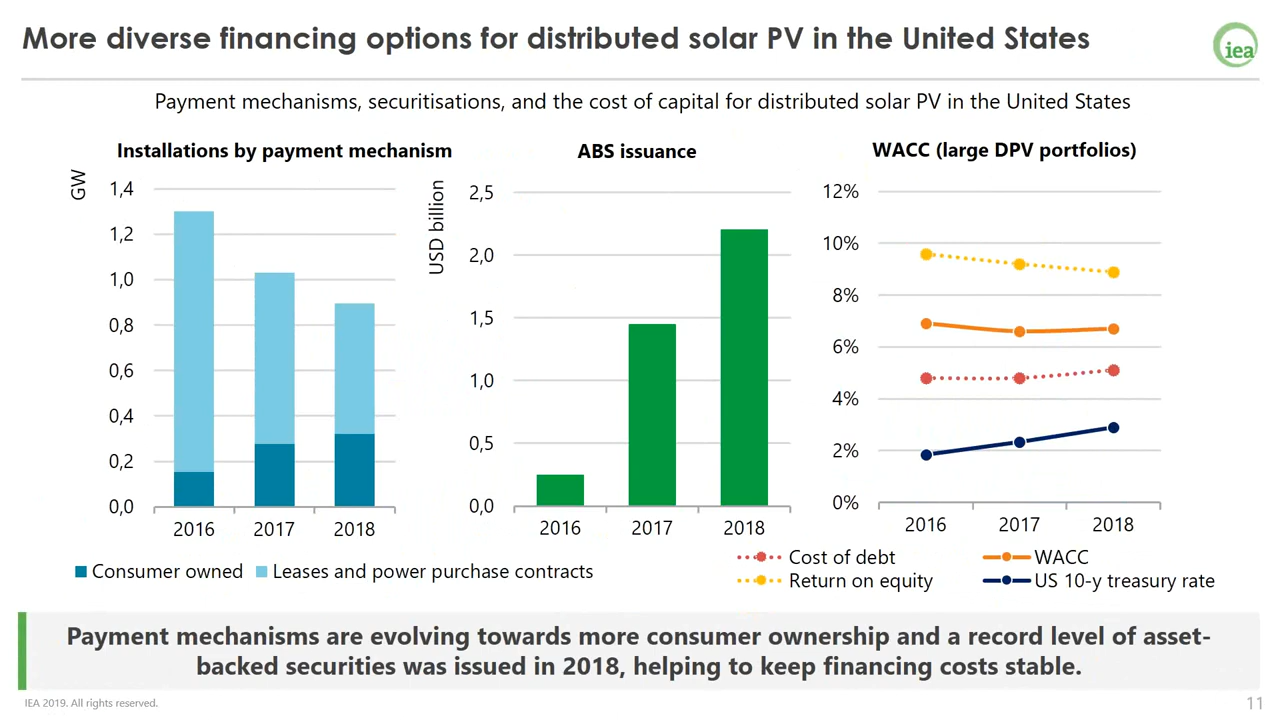 More diverse financing options for distributed solar PV in the United States
iea
Payment mechanisms, securitisations, and the cost of capital for distributed solar PV in the United States
Installations by payment mechanism
GW
1,4
1,2
1,0
0,8
0,6
0,4
0,2
0,0
2016 2017 2018
Consumer owned Leases and power purchase contracts
ABS issuance
USD billion
2,5
2,0
1,5
1,0
0,5
0,0
2016 2017 2018
WACC (large DPV portfolios)
12%
10%
8%
6%
4%
2%
0%
2016 2017 2018
Cost of debt WACC
Return on equity US 10-y treasury rate
Payment mechanisms are evolving towards more consumer ownership and a record level of asset-
backed securities was issued in 2018, helping to keep financing costs stable.
IEA 2019. All rights reserved.
11